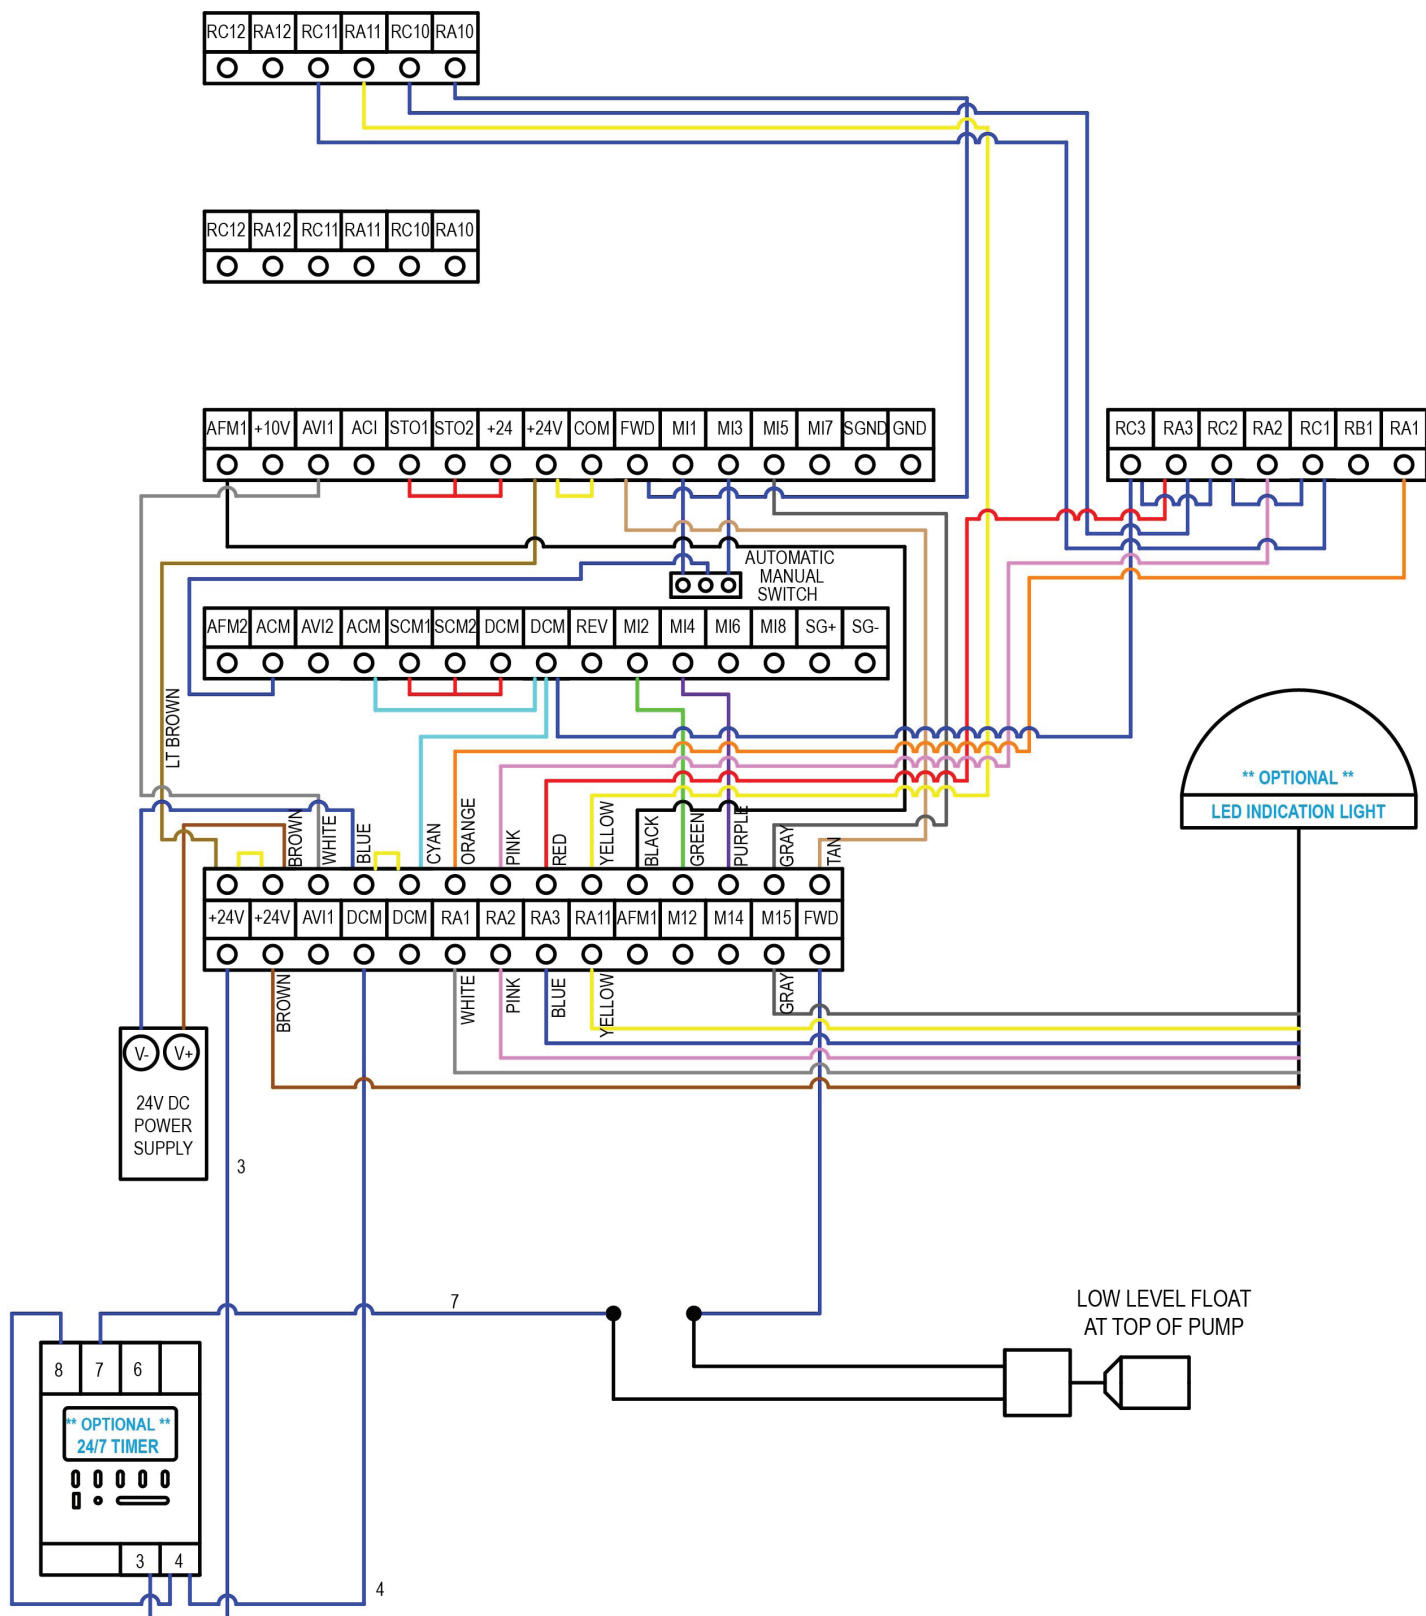 RC12 RA12 RC11 RA11 RC10 RA10
RC12 RA12 RC11 RA11 RC10 RA10
AFM1 +10V AVI1 ACI STO1 STO2 +24 +24V COM FWD MI1 MI3 MI5 MI7 SGND GND
RC3 RA3 RC2 RA2 RC1 RB1 RA1
AUTOMATIC
MANUAL
SWITCH
AFM2 ACM AVI2 ACM SCM1 SCM2 DCM DCM REV MI2 MI4 MI6 MI8 SG+ SG-
LT BROWN
** OPTIONAL **
LED INDICATION LIGHT
BROWN WHITE BLUE CYAN ORANGE PINK RED YELLOW BLACK GREEN PURPLE GRAY TAN
+24V +24V AVI1 DCM DCM RA1 RA2 RA3 RA11 AFM1 M12 M14 M15 FWD
BROWN WHITE PINK BLUE YELLOW GRAY
V- V+
24V DC
POWER
SUPPLY
3
7
LOW LEVEL FLOAT
AT TOP OF PUMP
8 7 6
** OPTIONAL **
24/7 TIMER
3 4
4